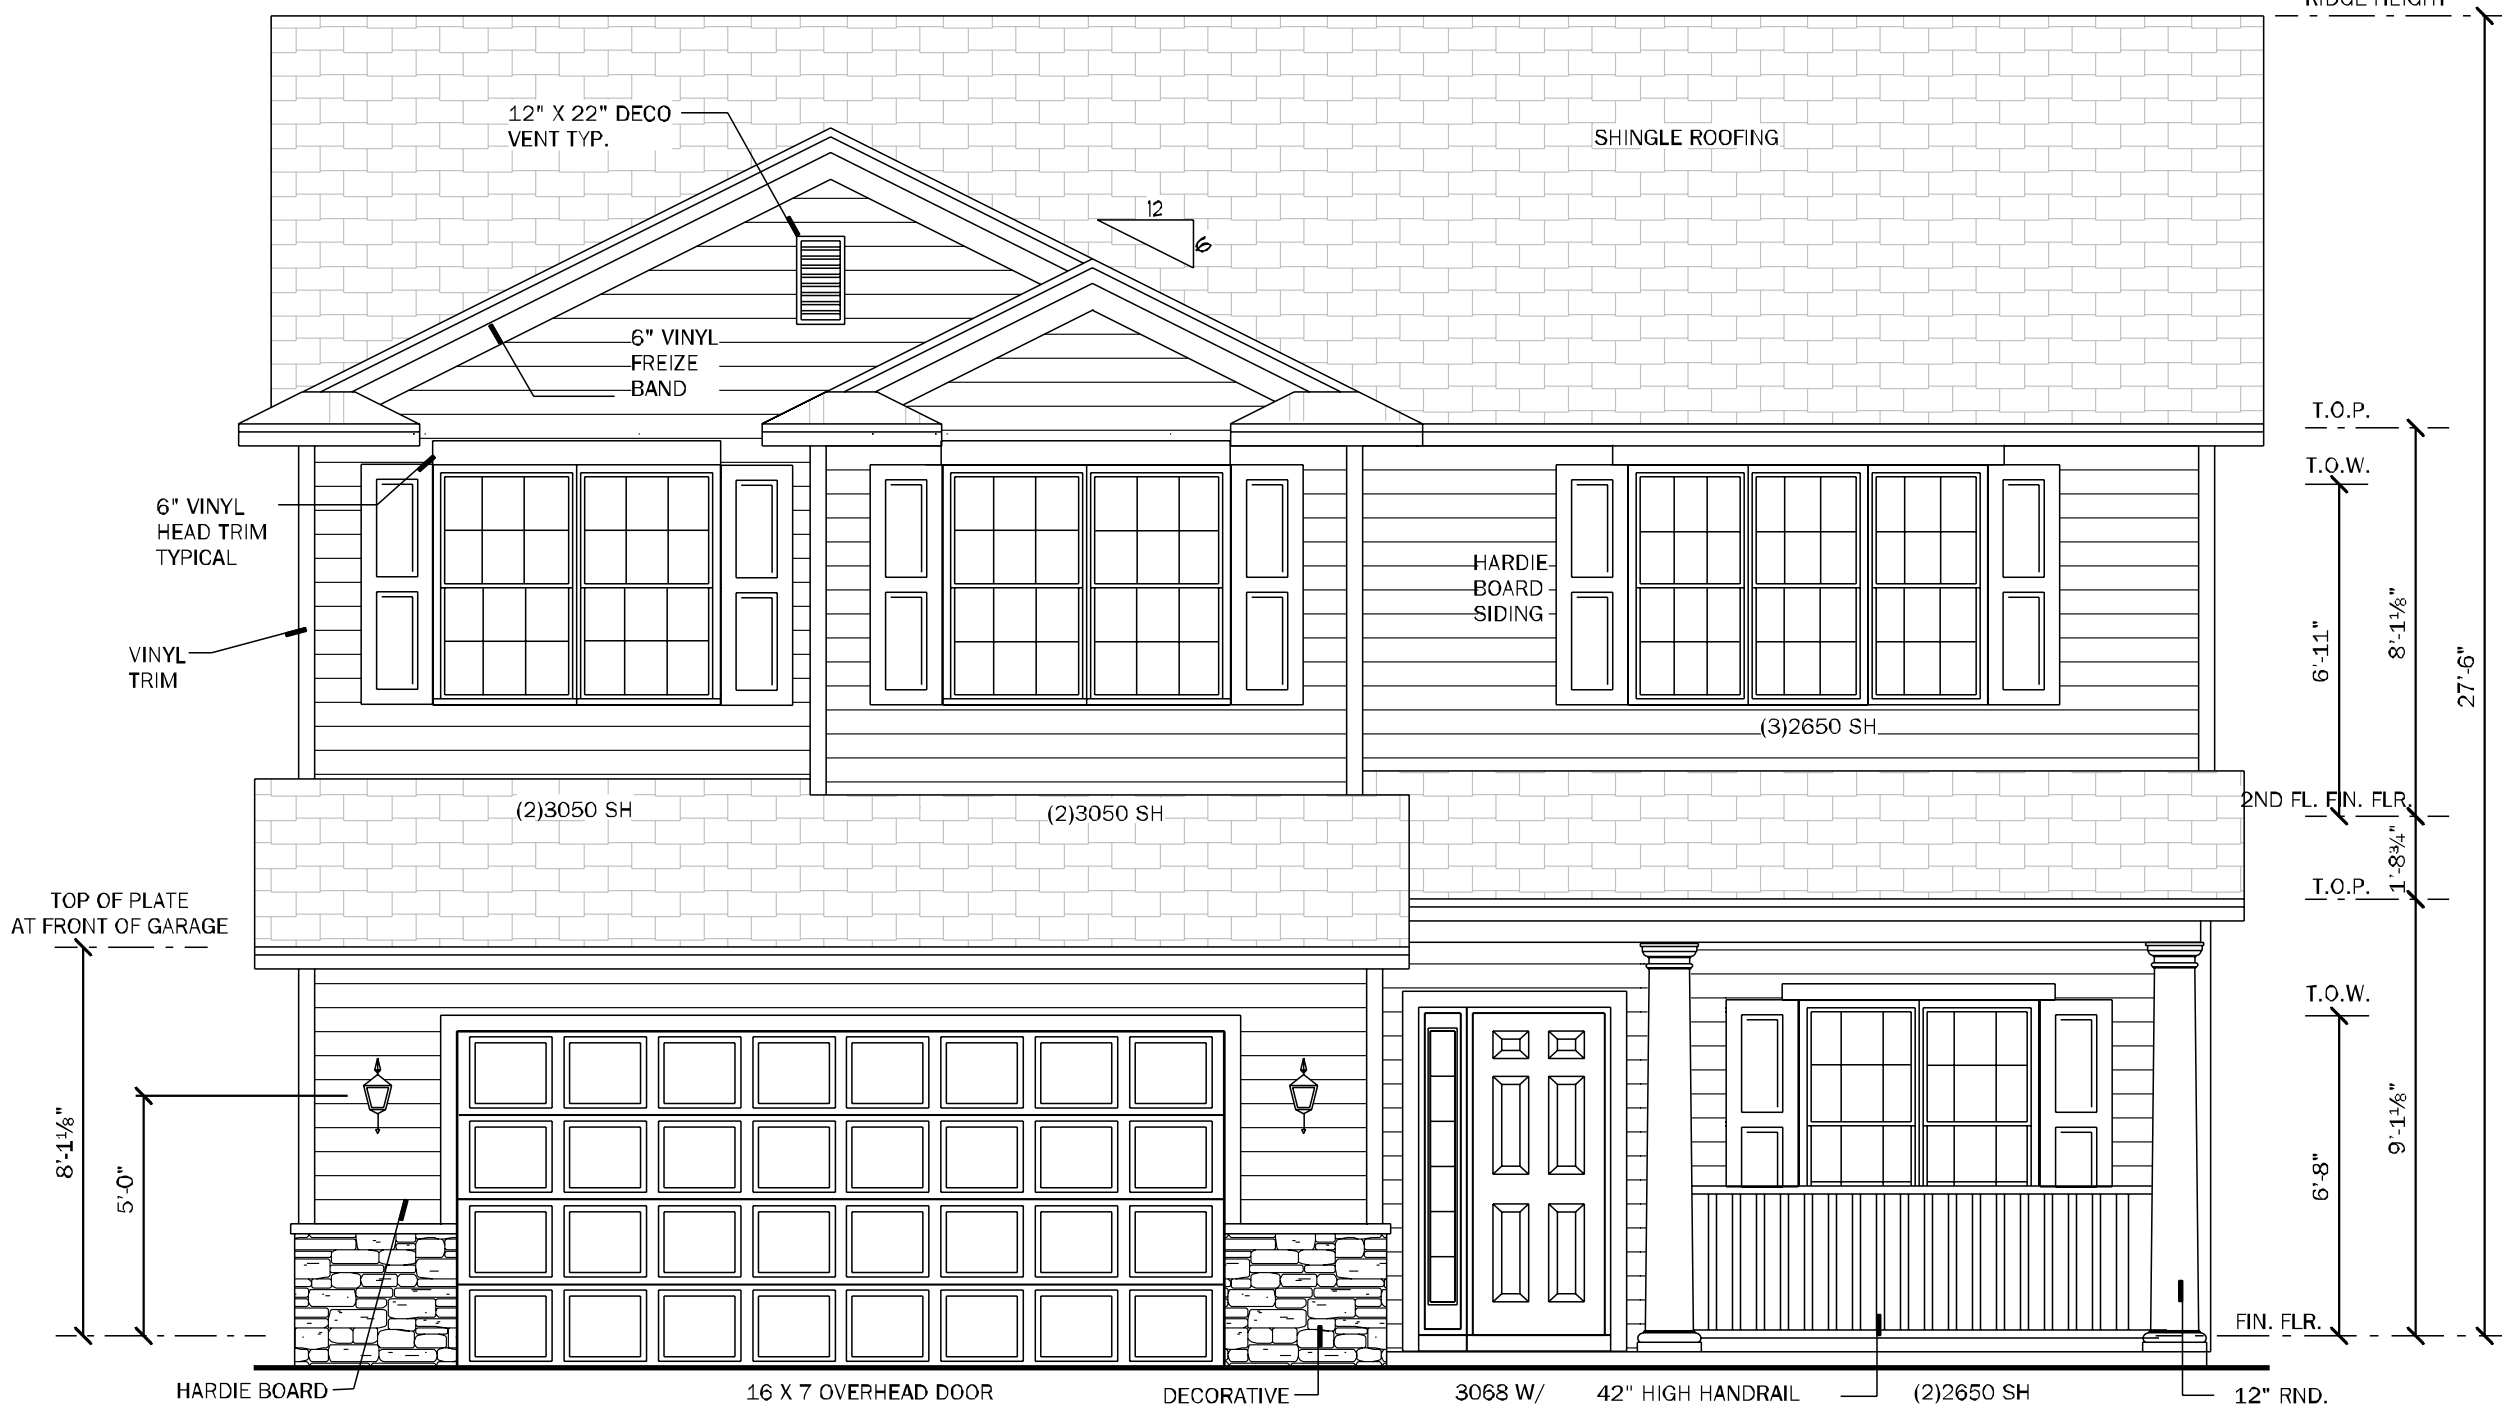 RIDGE HEIGHT
12" X 22" DECO
VENT TYP.
SHINGLE ROOFING
12
6
6" VINYL
FREIZE
BAND
T.O.P.
T.O.W.
6" VINYL
HEAD TRIM
TYPICAL
HARDIE
BOARD
SIDING
VINYL
TRIM
6'-11"
8'-1⅛"
27'-6"
(3)2650 SH
(2)3050 SH
(2)3050 SH
2ND FL. FIN. FLR.
1'-8¾"
TOP OF PLATE
AT FRONT OF GARAGE
T.O.P.
T.O.W.
8'-1⅛"
5'-0"
6'-8"
9'-1⅛"
FIN. FLR.
HARDIE BOARD
16 X 7 OVERHEAD DOOR
DECORATIVE
3068 W/
42" HIGH HANDRAIL
(2)2650 SH
12" RND.